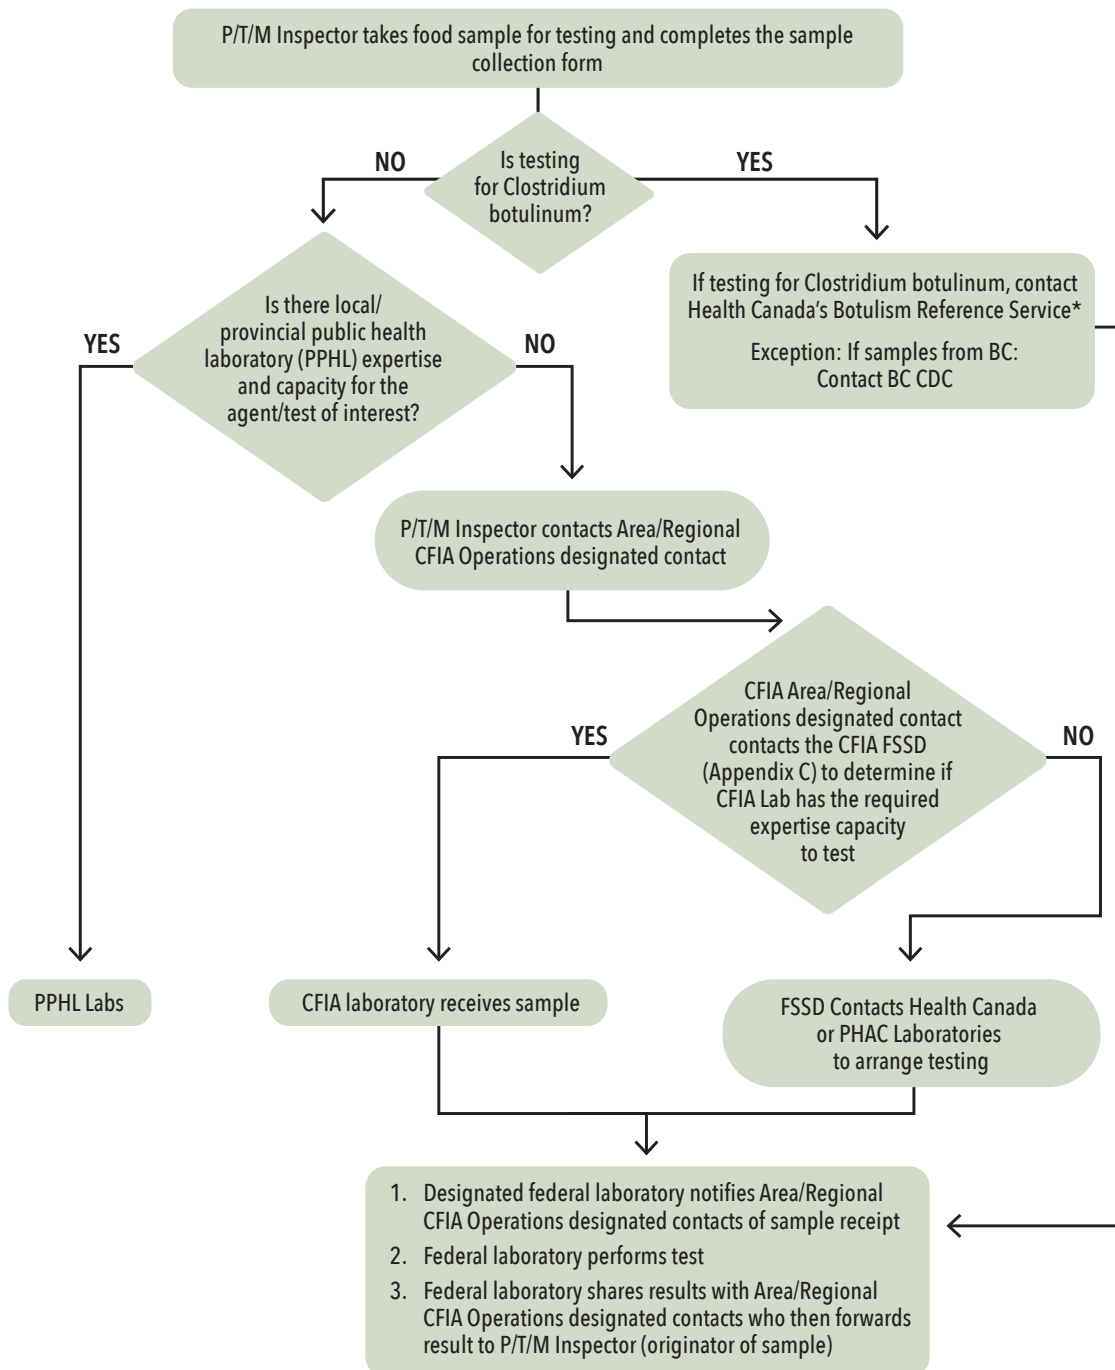 P/T/M Inspector takes food sample for testing and completes the sample
collection form
NO
Is testing
for Clostridium
botulinum?
YES
If testing for Clostridium botulinum, contact
Health Canada's Botulism Reference Service*
Exception: If samples from BC:
Contact BC CDC
YES
Is there local/
provincial public health
laboratory (PPHL) expertise
and capacity for the
agent/test of interest?
NO
P/T/M Inspector contacts Area/Regional
CFIA Operations designated contact
YES
CFIA Area/Regional
Operations designated contact
contacts the CFIA FSSD
(Appendix C) to determine if
CFIA Lab has the required
expertise capacity
to test
NO
PPHL Labs
CFIA laboratory receives sample
FSSD Contacts Health Canada
or PHAC Laboratories
to arrange testing
1. Designated federal laboratory notifies Area/Regional
CFIA Operations designated contacts of sample receipt
2. Federal laboratory performs test
3. Federal laboratory shares results with Area/Regional
CFIA Operations designated contacts who then forwards
result to P/T/M Inspector (originator of sample)